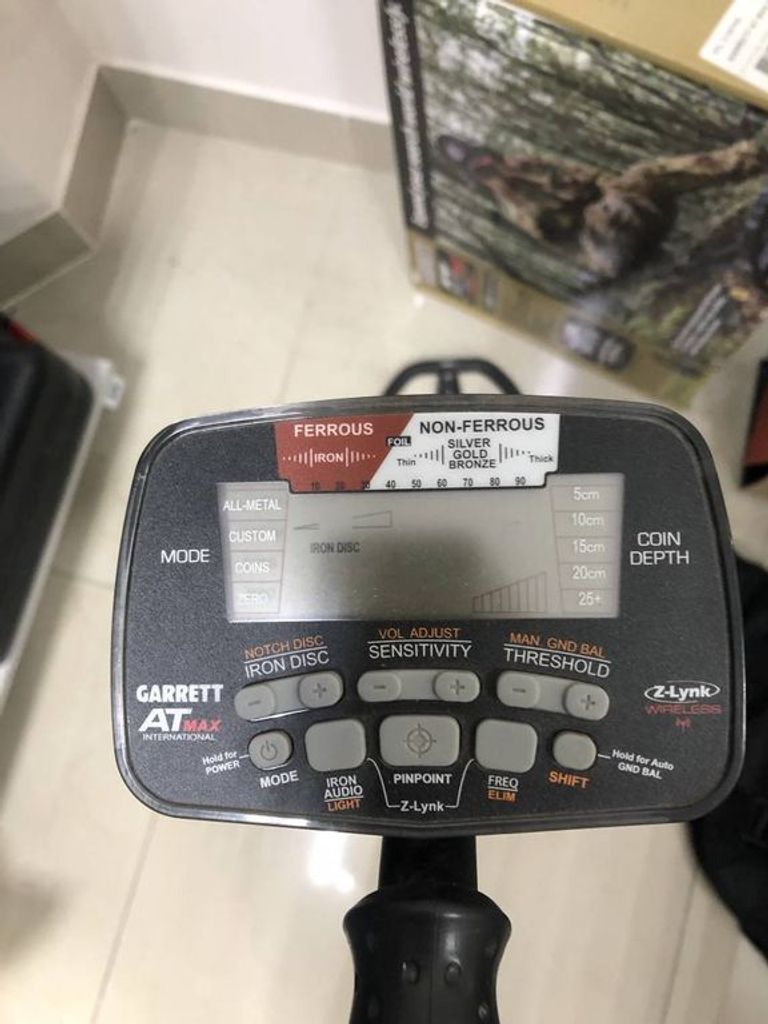 FERROUS
NON-FERROUS
IRON
FOIL
Thin
SILVER
GOLD
BRONZE
Thick
10 20 30 40 50 60 70 80 90
MODE
ALL-METAL
CUSTOM
COINS
ZERO
IRON DISC
5cm
10cm
15cm
20cm
25+
COIN
DEPTH
NOTCH DISC
IRON DISC
VOL ADJUST
SENSITIVITY
MAN GND BAL
THRESHOLD
- +
- +
- +
GARRETT
AT MAX
INTERNATIONAL
Z-Lynk
WIRELESS
Hold for
POWER
MODE
IRON
AUDIO
LIGHT
PINPOINT
Z-Lynk
FREQ
ELIM
SHIFT
Hold for Auto
GND BAL